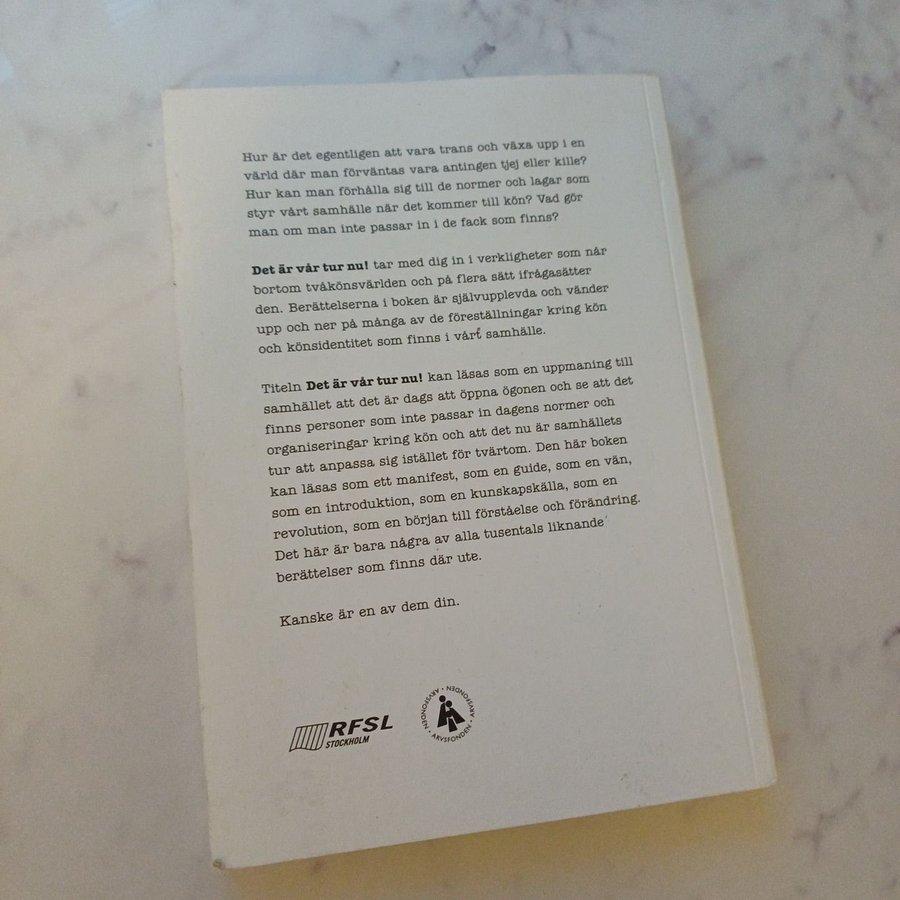 Hur är det egentligen att vara trans och växa upp i en
värld där man förväntas vara antingen tjej eller kille?
Hur kan man förhålla sig till de normer och lagar som
styr vårt samhälle när det kommer till kön? Vad gör
man om man inte passar in i de fack som finns?
Det är vår tur nu! tar med dig in i verkligheter som når
bortom tvåkönsvärlden och på flera sätt ifrågasätter
den. Berättelserna i boken är självupplevda och vänder
upp och ner på många av de föreställningar kring kön
och könsidentitet som finns i vårt samhälle.
Titeln Det är vår tur nu! kan läsas som en uppmaning till
samhället att det är dags att öppna ögonen och se att det
finns personer som inte passar in dagens normer och
organiseringar kring kön och att det nu är samhällets
tur att anpassa sig istället för tvärtom. Den här boken
kan läsas som ett manifest, som en guide, som en vän,
som en introduktion, som en kunskapskälla, som en
revolution, som en början till förståelse och förändring.
Det här är bara några av alla tusentals liknande
berättelser som finns där ute.
Kanske är en av dem din.
RFSL
STOCKHOLM
ARVSFONDEN • ARVSFONDEN • ARVSFONDEN •